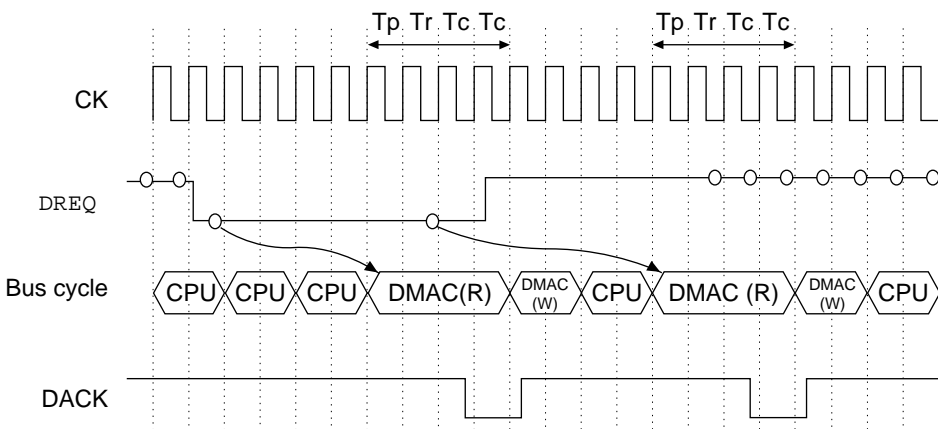 Tp Tr Tc Tc
Tp Tr Tc Tc
CK
DREQ
Bus cycle
CPU
CPU
CPU
DMAC(R)
DMAC
(W)
CPU
DMAC (R)
DMAC
(W)
CPU
DACK